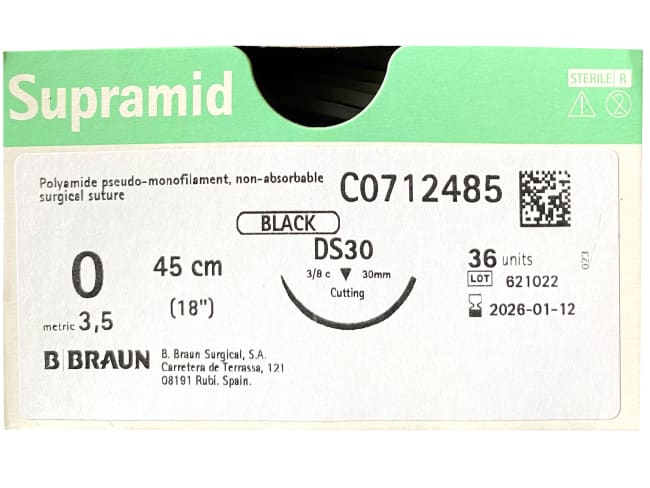 Supramid
STERILE R
Polyamide pseudo-monofilament, non-absorbable
surgical suture
C0712485
BLACK
DS30
3/8 c 30mm
Cutting
0
metric 3,5
45 cm
(18")
36 units
LOT 621022
2026-01-12
023
B BRAUN
B. Braun Surgical, S.A.
Carretera de Terrassa, 121
08191 Rubí. Spain.